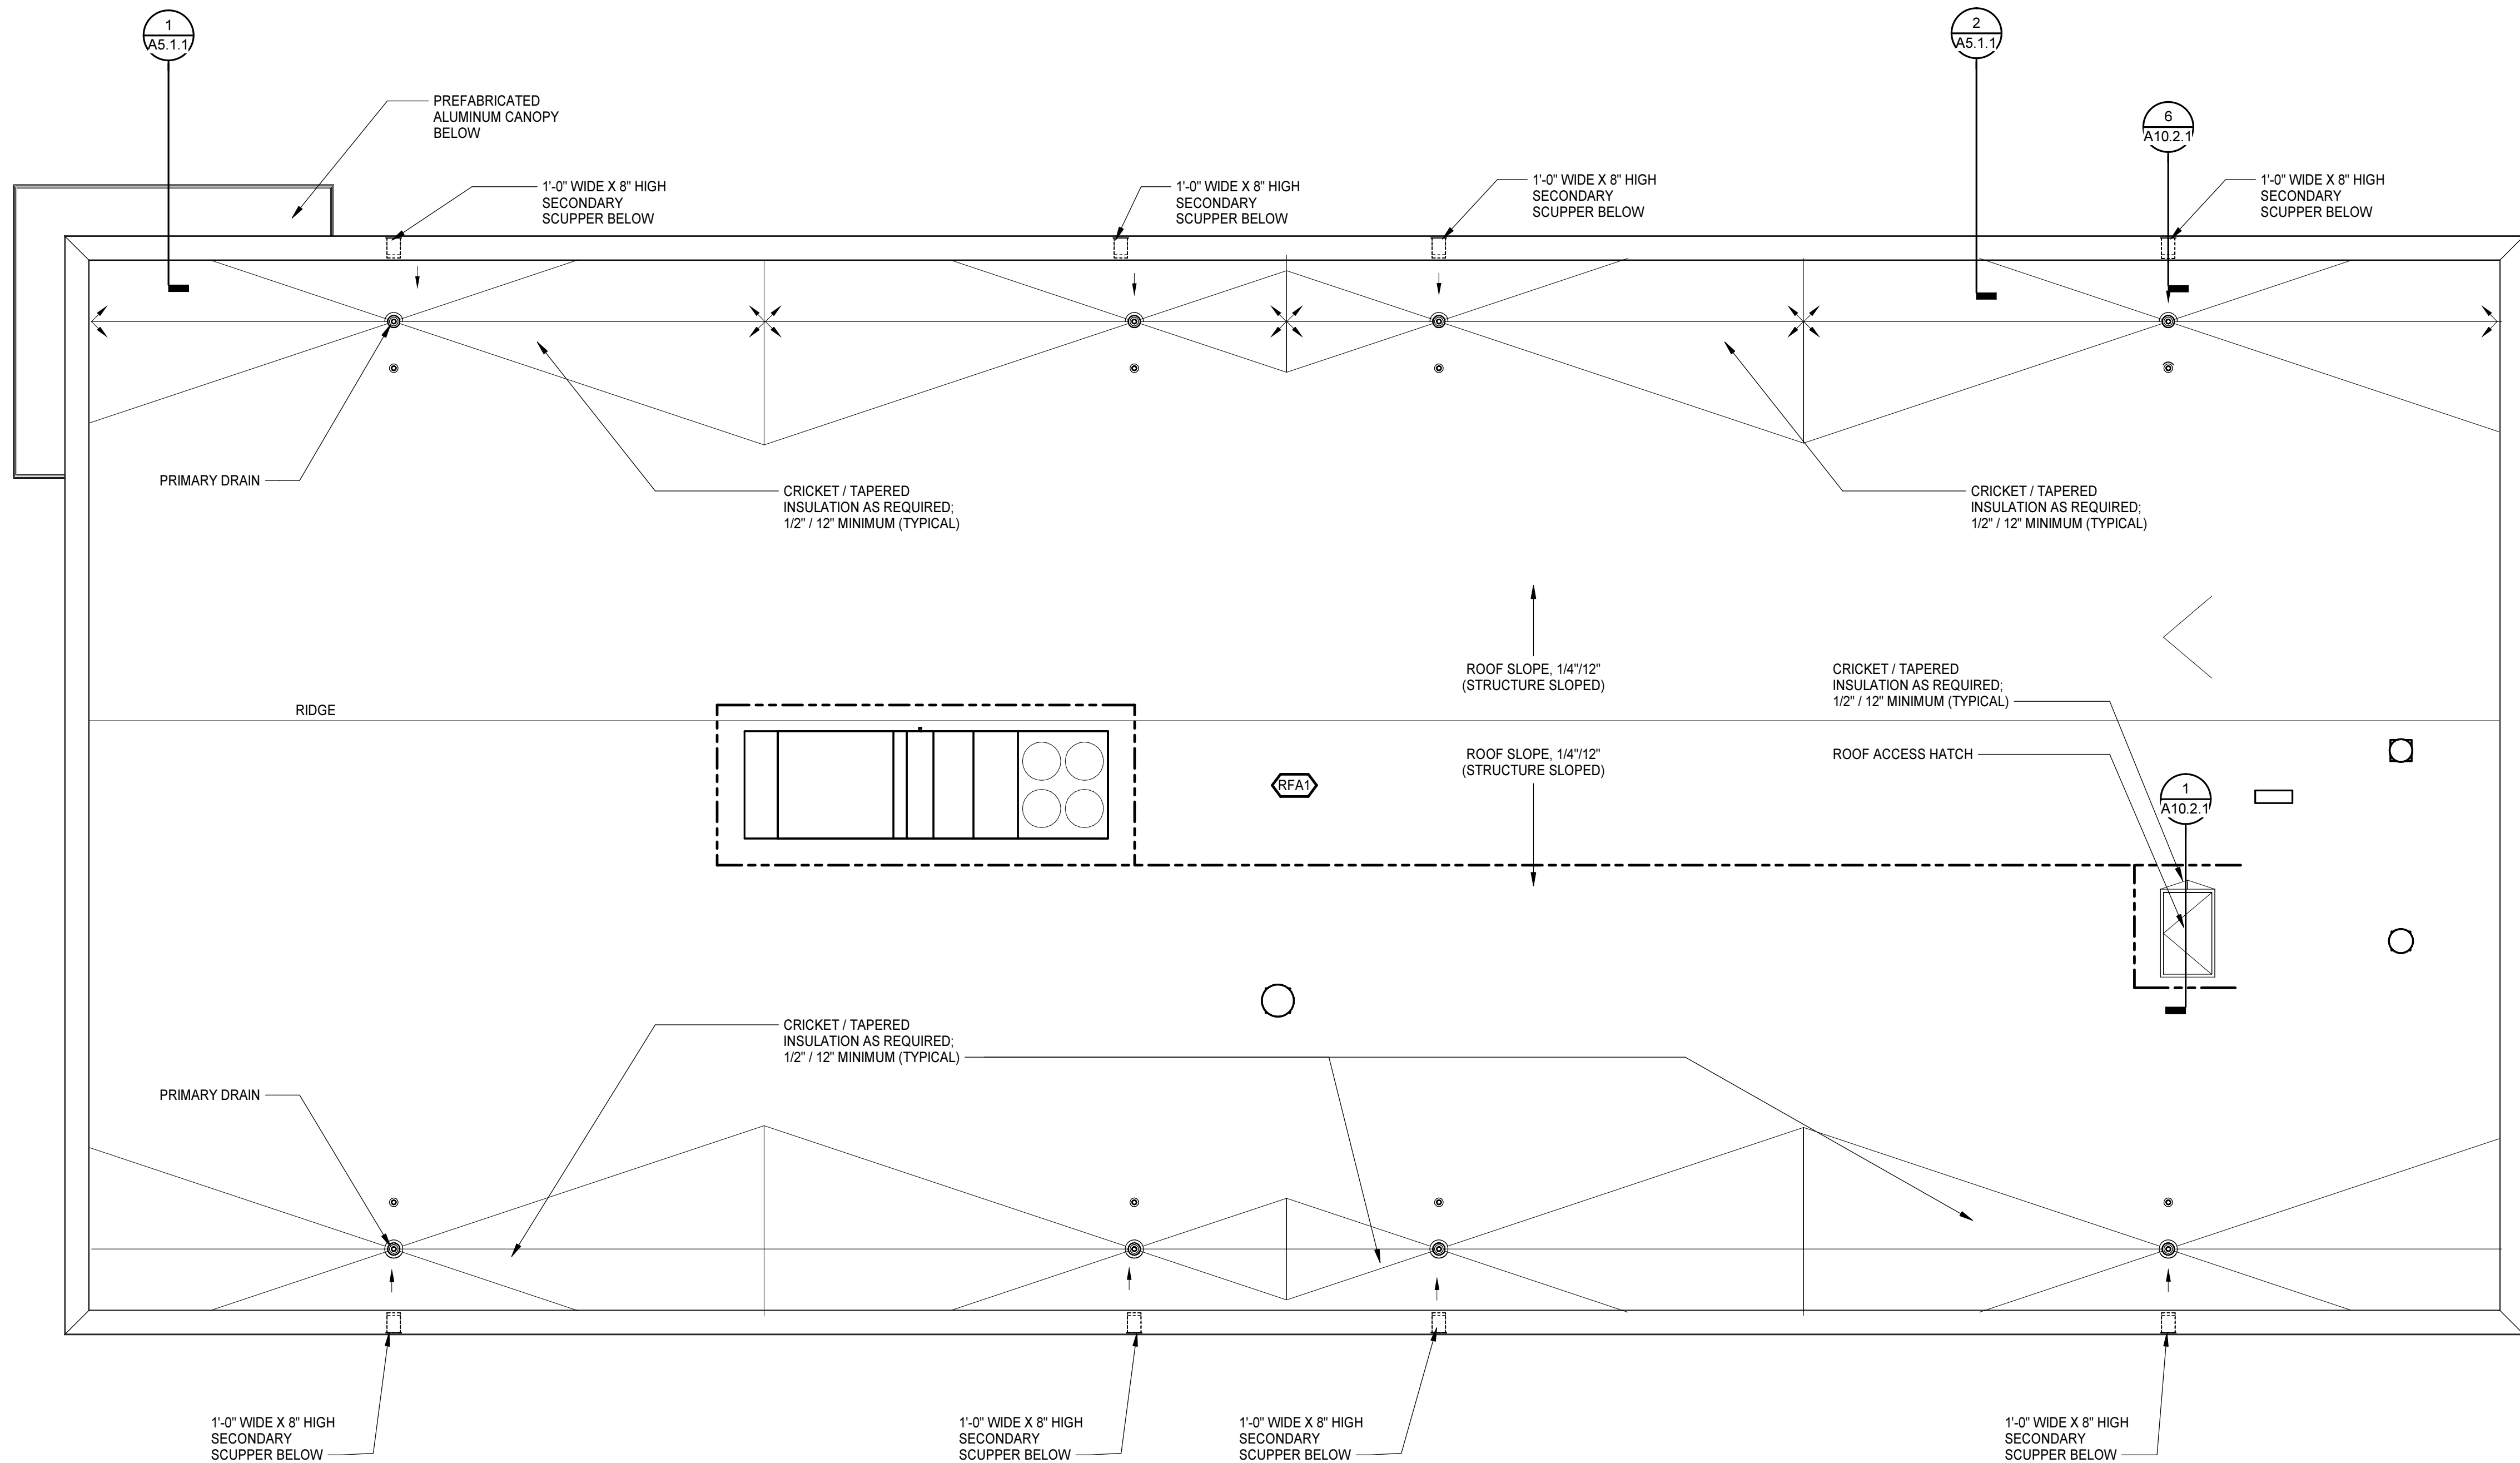 1
A5.1.1
2
A5.1.1
PREFABRICATED
ALUMINUM CANOPY
BELOW
6
A10.2.1
1'-0" WIDE X 8" HIGH
SECONDARY
SCUPPER BELOW
1'-0" WIDE X 8" HIGH
SECONDARY
SCUPPER BELOW
1'-0" WIDE X 8" HIGH
SECONDARY
SCUPPER BELOW
1'-0" WIDE X 8" HIGH
SECONDARY
SCUPPER BELOW
PRIMARY DRAIN
CRICKET / TAPERED
INSULATION AS REQUIRED;
1/2" / 12" MINIMUM (TYPICAL)
CRICKET / TAPERED
INSULATION AS REQUIRED;
1/2" / 12" MINIMUM (TYPICAL)
ROOF SLOPE, 1/4"/12"
(STRUCTURE SLOPED)
CRICKET / TAPERED
INSULATION AS REQUIRED;
1/2" / 12" MINIMUM (TYPICAL)
RIDGE
ROOF SLOPE, 1/4"/12"
(STRUCTURE SLOPED)
ROOF ACCESS HATCH
RFA1
1
A10.2.1
CRICKET / TAPERED
INSULATION AS REQUIRED;
1/2" / 12" MINIMUM (TYPICAL)
PRIMARY DRAIN
1'-0" WIDE X 8" HIGH
SECONDARY
SCUPPER BELOW
1'-0" WIDE X 8" HIGH
SECONDARY
SCUPPER BELOW
1'-0" WIDE X 8" HIGH
SECONDARY
SCUPPER BELOW
1'-0" WIDE X 8" HIGH
SECONDARY
SCUPPER BELOW